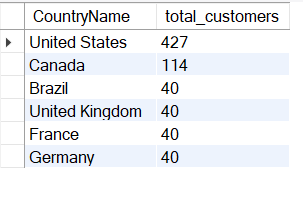 CountryName total_customers
United States 427
Canada 114
Brazil 40
United Kingdom 40
France 40
Germany 40